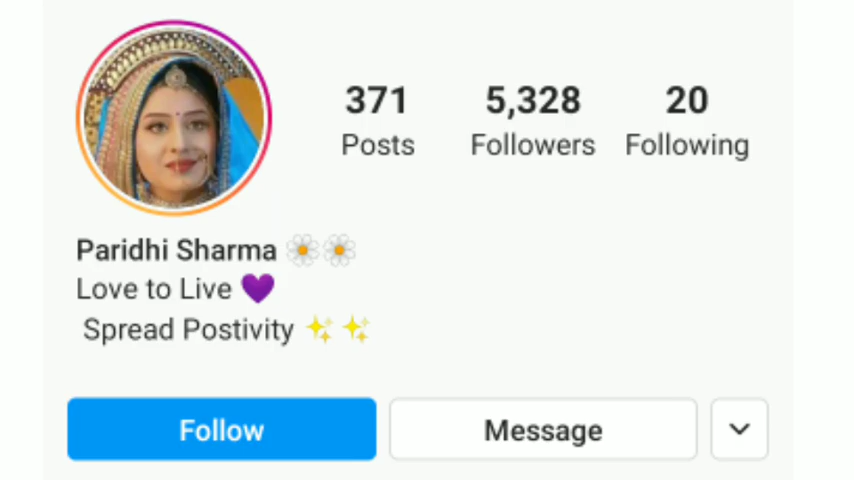 371 5,328 20
Posts Followers Following
Paridhi Sharma
Love to Live 💜
Spread Postivity ✨ ✨
Follow Message